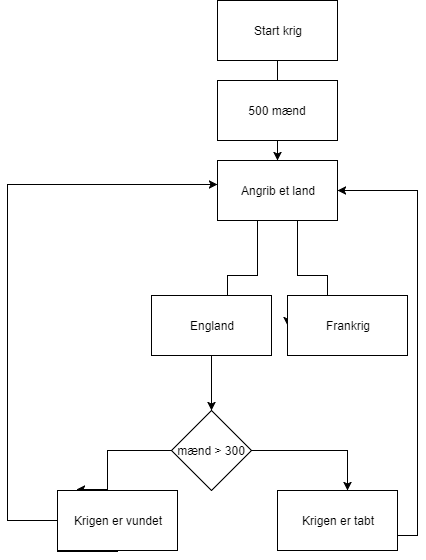 Start krig
500 mænd
Angrib et land
England
Frankrig
mænd > 300
Krigen er vundet
Krigen er tabt